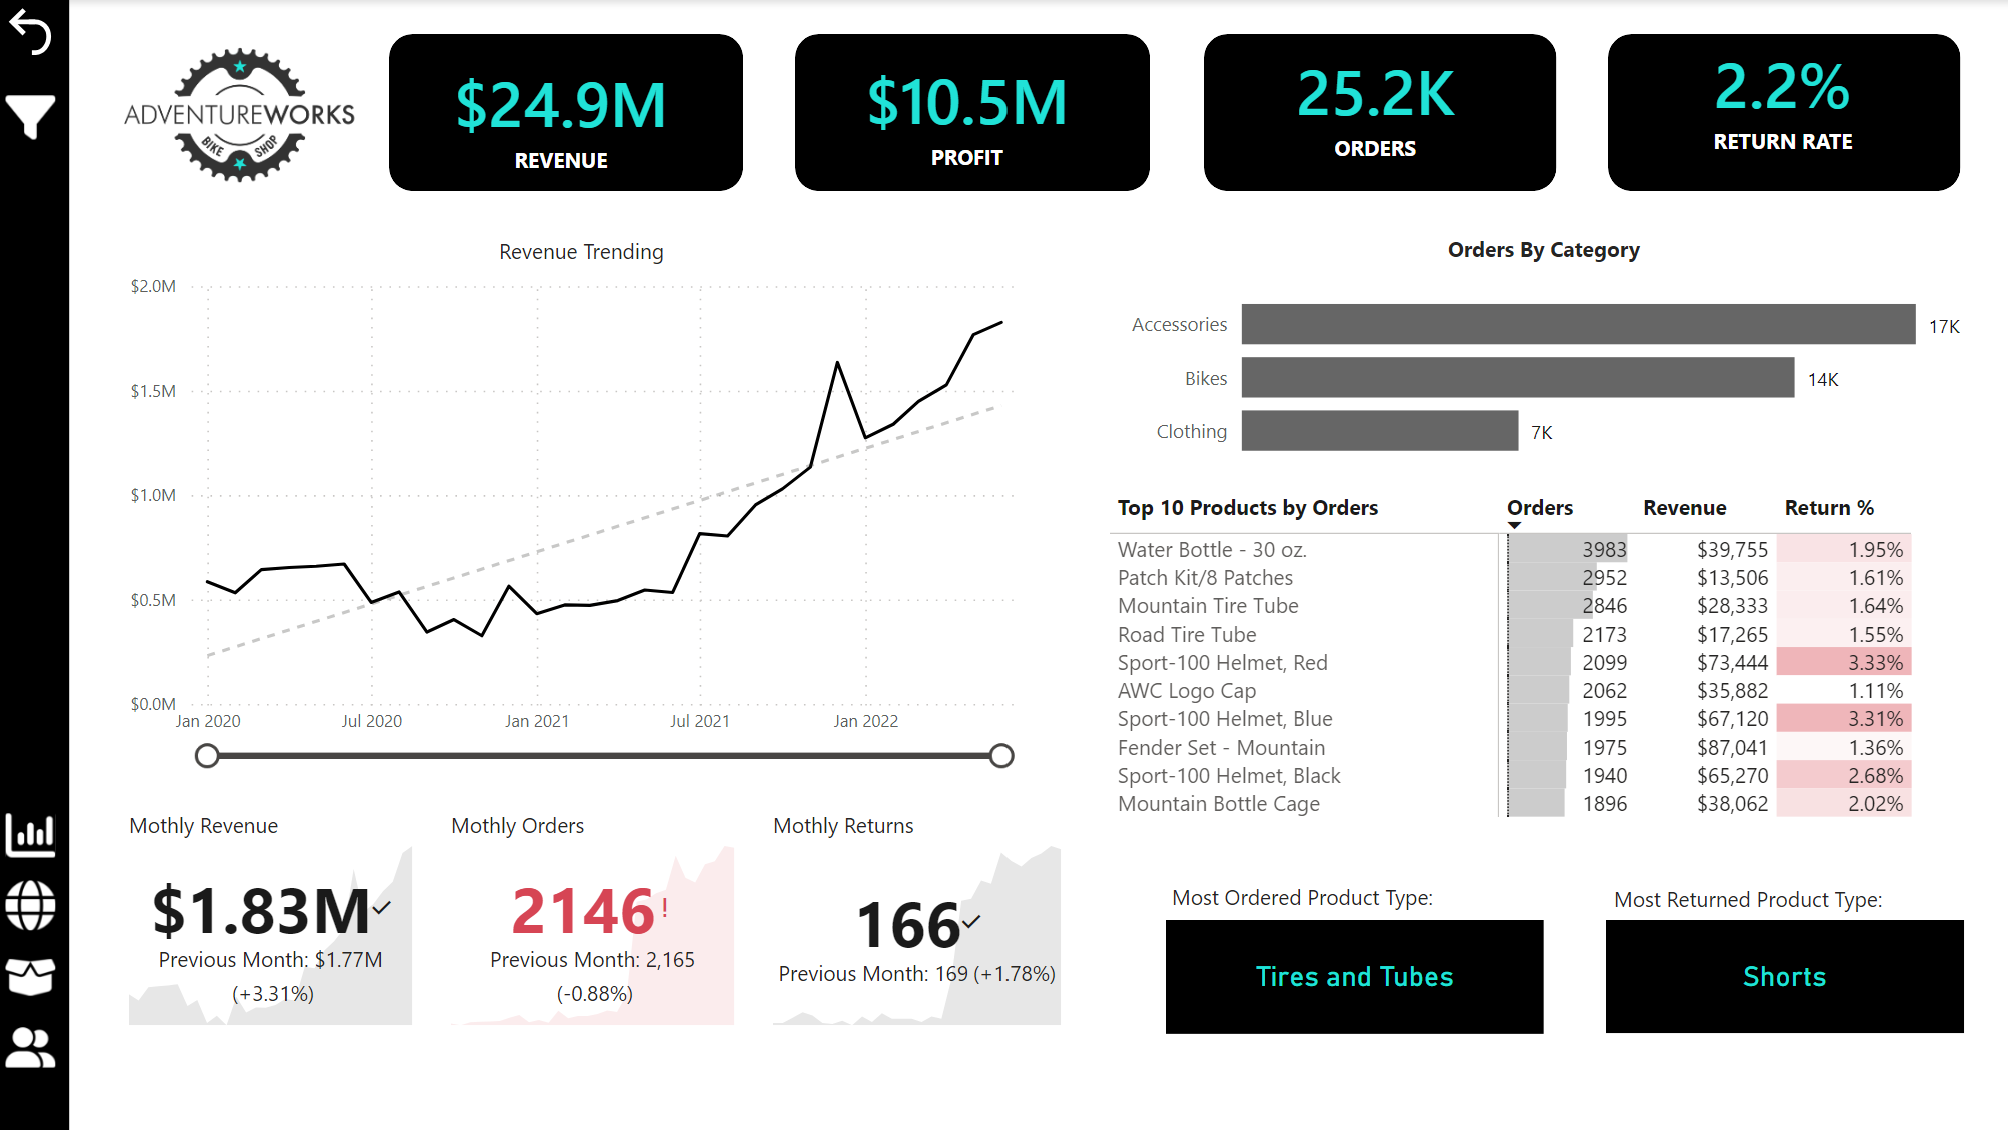 ADVENTUREWORKS
BIKE SHOP
$24.9M
REVENUE
$10.5M
PROFIT
25.2K
ORDERS
2.2%
RETURN RATE
Revenue Trending
$2.0M
$1.5M
$1.0M
$0.5M
$0.0M
Jan 2020 Jul 2020 Jan 2021 Jul 2021 Jan 2022
Orders By Category
Accessories 17K
Bikes 14K
Clothing 7K
Top 10 Products by Orders Orders Revenue Return %
Water Bottle - 30 oz. 3983 $39,755 1.95%
Patch Kit/8 Patches 2952 $13,506 1.61%
Mountain Tire Tube 2846 $28,333 1.64%
Road Tire Tube 2173 $17,265 1.55%
Sport-100 Helmet, Red 2099 $73,444 3.33%
AWC Logo Cap 2062 $35,882 1.11%
Sport-100 Helmet, Blue 1995 $67,120 3.31%
Fender Set - Mountain 1975 $87,041 1.36%
Sport-100 Helmet, Black 1940 $65,270 2.68%
Mountain Bottle Cage 1896 $38,062 2.02%
Mothly Revenue
$1.83M
Previous Month: $1.77M
(+3.31%)
Mothly Orders
2146!
Previous Month: 2,165
(-0.88%)
Mothly Returns
166
Previous Month: 169 (+1.78%)
Most Ordered Product Type:
Tires and Tubes
Most Returned Product Type:
Shorts